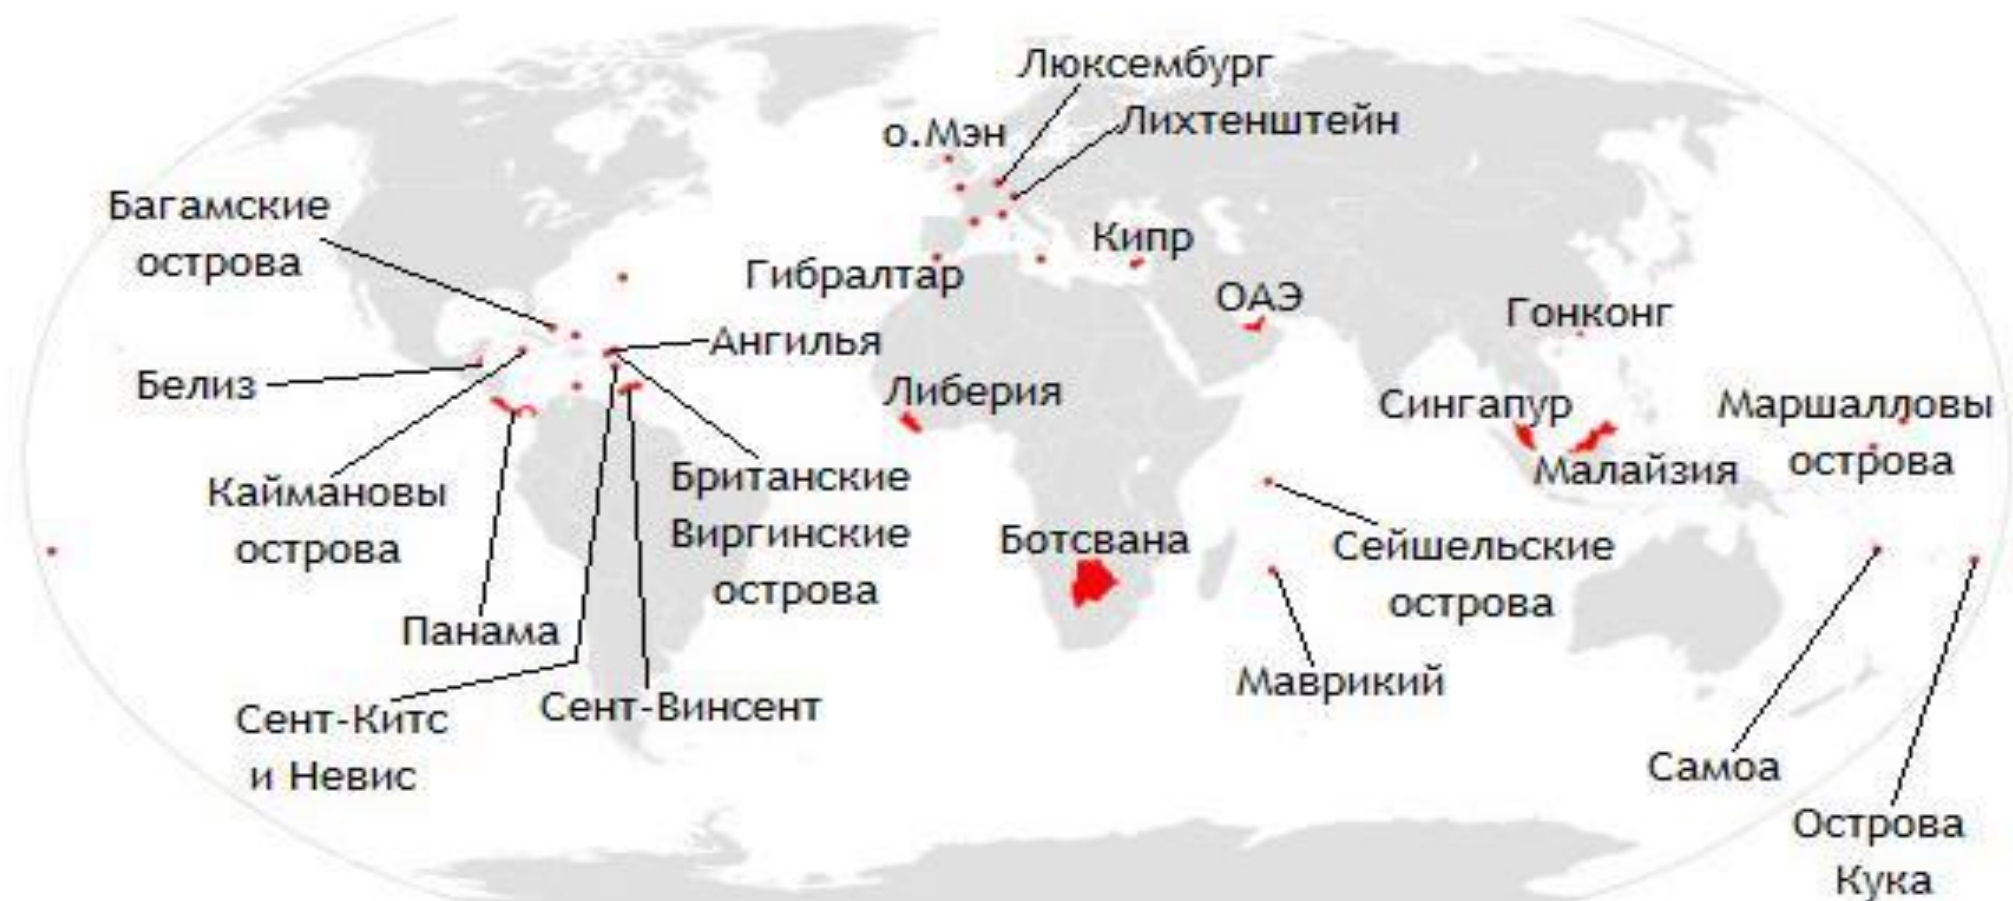 Люксембург
Лихтенштейн
о.Мэн
Багамские
острова
Кипр
Гибралтар
ОАЭ
Гонконг
Ангилья
Белиз
Либерия
Сингапур
Маршалловы
острова
Малайзия
Каймановы
острова
Британские
Виргинские
острова
Ботсвана
Сейшельские
острова
Панама
Маврикий
Сент-Винсент
Сент-Китс
и Невис
Самоа
Острова
Кука